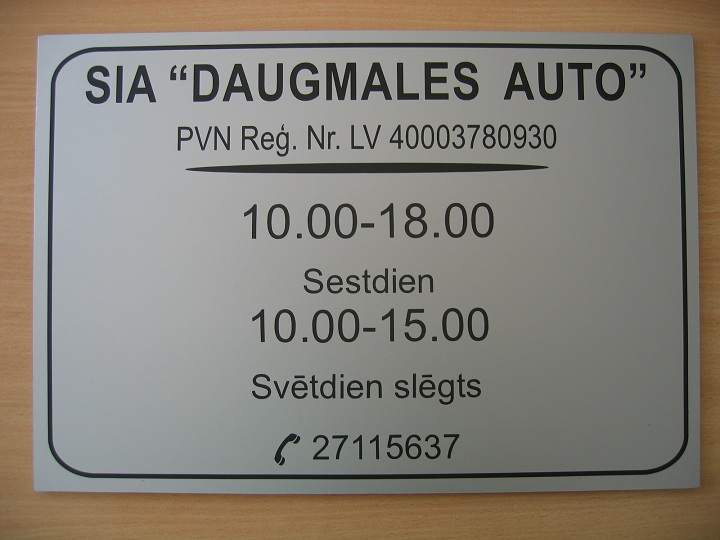 SIA “DAUGMALES AUTO”
PVN Reģ. Nr. LV 40003780930
10.00-18.00
Sestdien
10.00-15.00
Svētdien slēgts
27115637